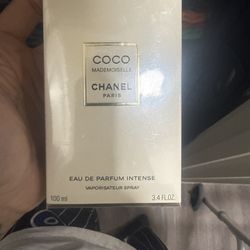 COCO
MADEMOISELLE
CHANEL
PARIS
EAU DE PARFUM INTENSE
VAPORISATEUR SPRAY
100 ml 3.4 FL.OZ.